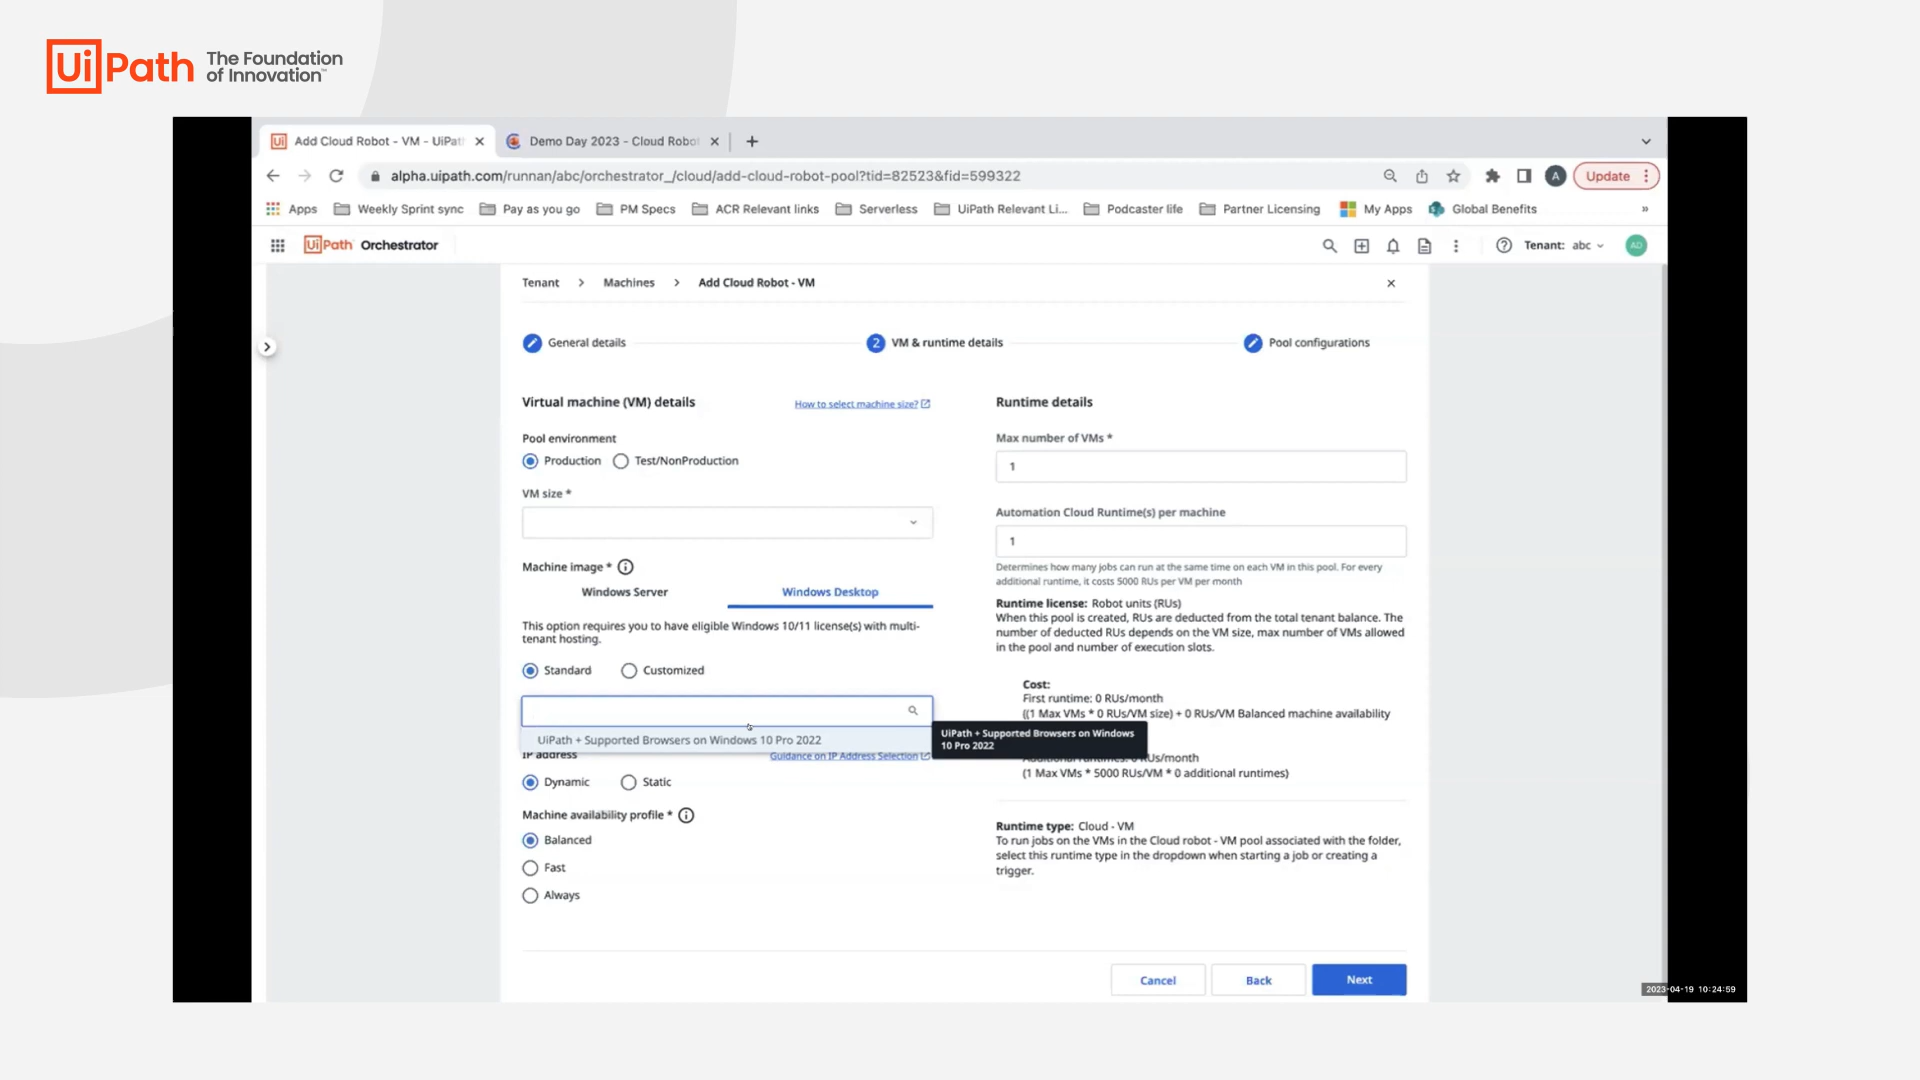 UiPath The Foundation
of Innovation™
Add Cloud Robot - VM - UiPath
Demo Day 2023 - Cloud Robot
alpha.uipath.com/runnan/abc/orchestrator_/cloud/add-cloud-robot-pool?tid=82523&fid=599322
A
Update
Apps
Weekly Sprint sync
Pay as you go
PM Specs
ACR Relevant links
Serverless
UiPath Relevant Li...
Podcaster life
Partner Licensing
My Apps
Global Benefits
»
UiPath Orchestrator
Tenant: abc
AD
Tenant > Machines > Add Cloud Robot - VM
General details
2 VM & runtime details
Pool configurations
Virtual machine (VM) details
How to select machine size?
Pool environment
Production
Test/NonProduction
VM size *
Machine image *
Windows Server
Windows Desktop
This option requires you to have eligible Windows 10/11 license(s) with multi-
tenant hosting.
Standard
Customized
UiPath + Supported Browsers on Windows 10 Pro 2022
UiPath + Supported Browsers on Windows
10 Pro 2022
IP address
Guidance on IP Address Selection
Dynamic
Static
Machine availability profile *
Balanced
Fast
Always
Runtime details
Max number of VMs *
1
Automation Cloud Runtime(s) per machine
1
Determines how many jobs can run at the same time on each VM in this pool. For every
additional runtime, it costs 5000 RUs per VM per month
Runtime license: Robot units (RUs)
When this pool is created, RUs are deducted from the total tenant balance. The
number of deducted RUs depends on the VM size, max number of VMs allowed
in the pool and number of execution slots.
Cost:
First runtime: 0 RUs/month
((1 Max VMs * 0 RUs/VM size) + 0 RUs/VM Balanced machine availability
Additional runtimes: 0 RUs/month
(1 Max VMs * 5000 RUs/VM * 0 additional runtimes)
Runtime type: Cloud - VM
To run jobs on the VMs in the Cloud robot - VM pool associated with the folder,
select this runtime type in the dropdown when starting a job or creating a
trigger.
Cancel
Back
Next
2023-04-19 10:24:59